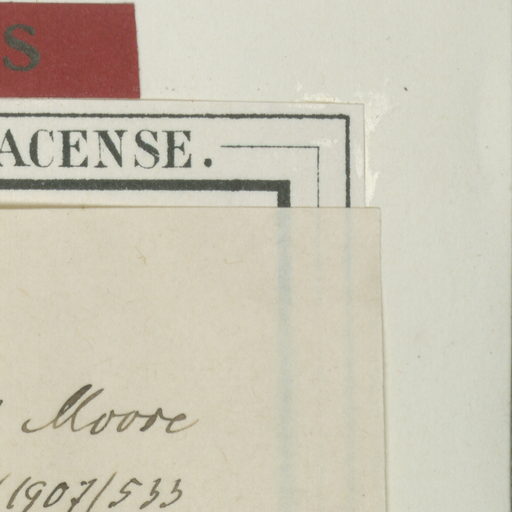 S
ACENSE.
Moore
/1907/533